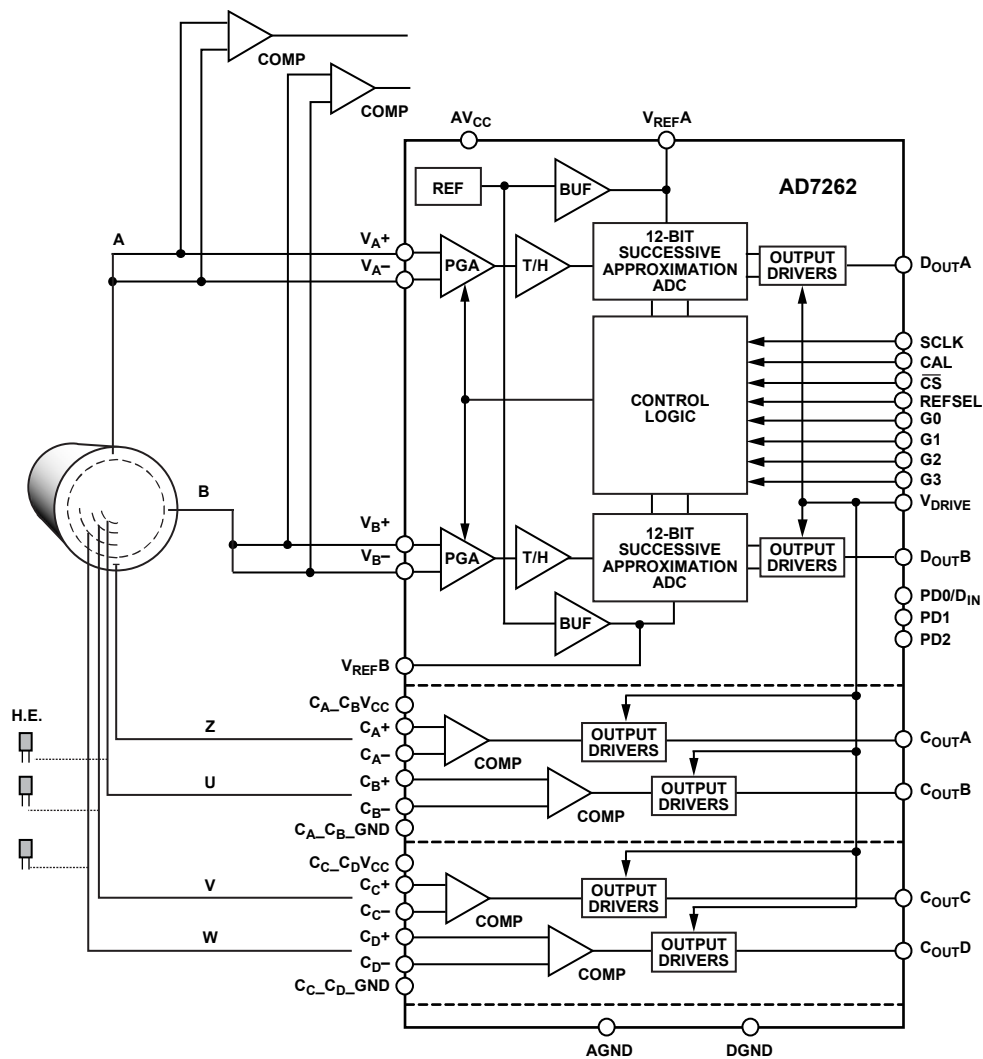 COMP
COMP
AVCC
VREFA
REF
BUF
AD7262
A
VA+
VA−
PGA
T/H
12-BIT
SUCCESSIVE
APPROXIMATION
ADC
OUTPUT
DRIVERS
DOUTA
CONTROL
LOGIC
SCLK
CAL
CS
REFSEL
G0
G1
G2
G3
VDRIVE
B
VB+
VB−
PGA
T/H
12-BIT
SUCCESSIVE
APPROXIMATION
ADC
OUTPUT
DRIVERS
DOUTB
PD0/DIN
PD1
PD2
BUF
VREFB
H.E.
CA_CBVCC
Z
CA+
CA−
COMP
OUTPUT
DRIVERS
COUTA
U
CB+
CB−
COMP
OUTPUT
DRIVERS
COUTB
CA_CB_GND
CC_CDVCC
V
CC+
CC−
COMP
OUTPUT
DRIVERS
COUTC
W
CD+
CD−
COMP
OUTPUT
DRIVERS
COUTD
CC_CD_GND
AGND
DGND